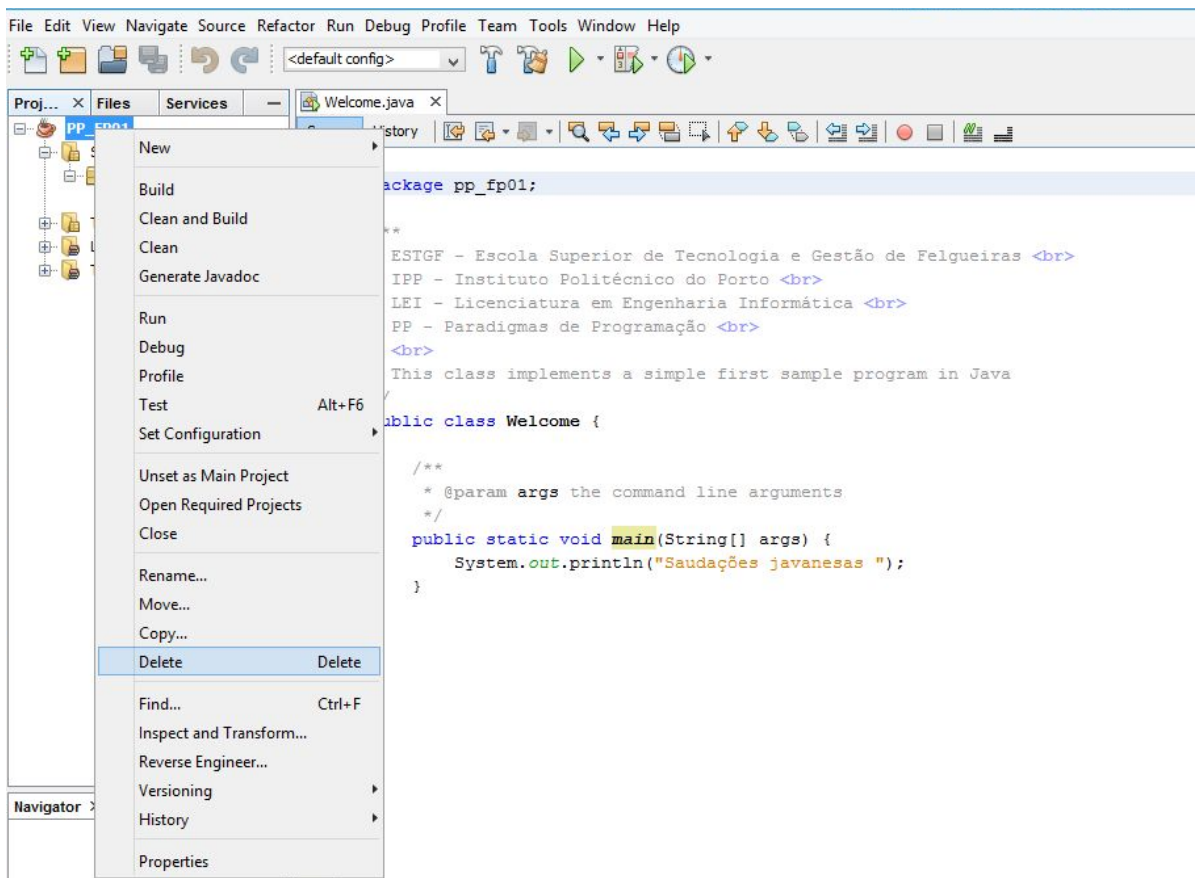 File Edit View Navigate Source Refactor Run Debug Profile Team Tools Window Help
<default config>
Proj... Files Services
Welcome.java
PP_FP01
New
Build
Clean and Build
Clean
Generate Javadoc
Run
Debug
Profile
Test Alt+F6
Set Configuration
Unset as Main Project
Open Required Projects
Close
Rename...
Move...
Copy...
Delete Delete
Find... Ctrl+F
Inspect and Transform...
Reverse Engineer...
Versioning
History
Properties
Navigator
package pp_fp01;
**
ESTGF - Escola Superior de Tecnologia e Gestão de Felgueiras <br>
IPP - Instituto Politécnico do Porto <br>
LEI - Licenciatura em Engenharia Informática <br>
PP - Paradigmas de Programação <br>
<br>
This class implements a simple first sample program in Java
/
ublic class Welcome {
/**
* @param args the command line arguments
*/
public static void main(String[] args) {
System.out.println("Saudações javanesas ");
}